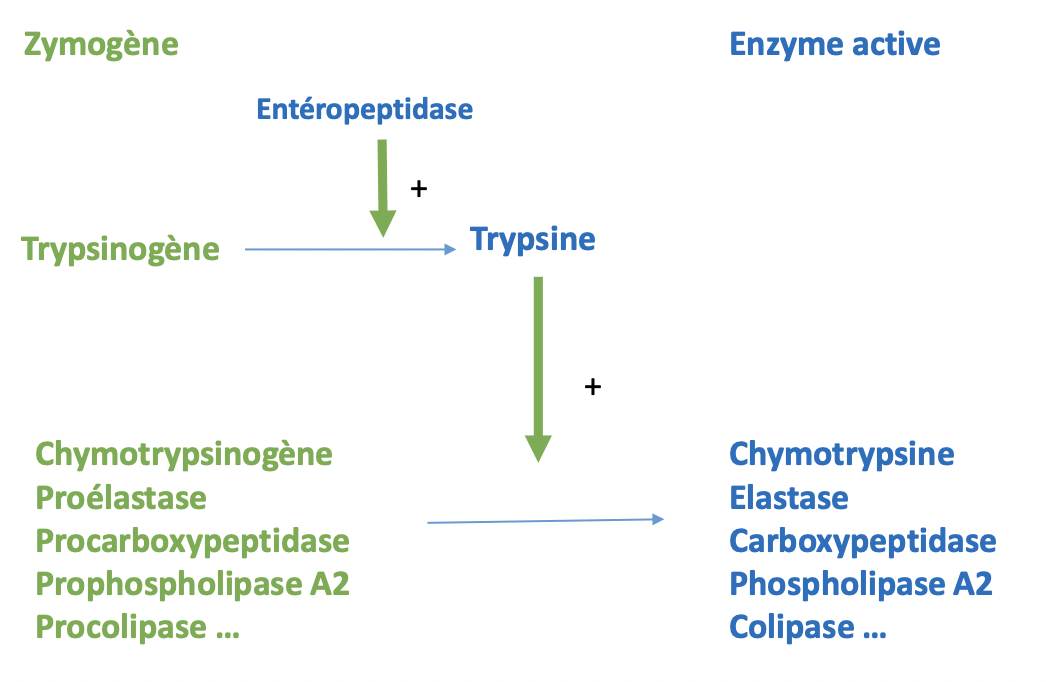 Zymogène
Enzyme active
Entéropeptidase
+
Trypsinogène
Trypsine
+
Chymotrypsinogène
Proélastase
Procarboxypeptidase
Prophospholipase A2
Procolipase ...
Chymotrypsine
Elastase
Carboxypeptidase
Phospholipase A2
Colipase ...